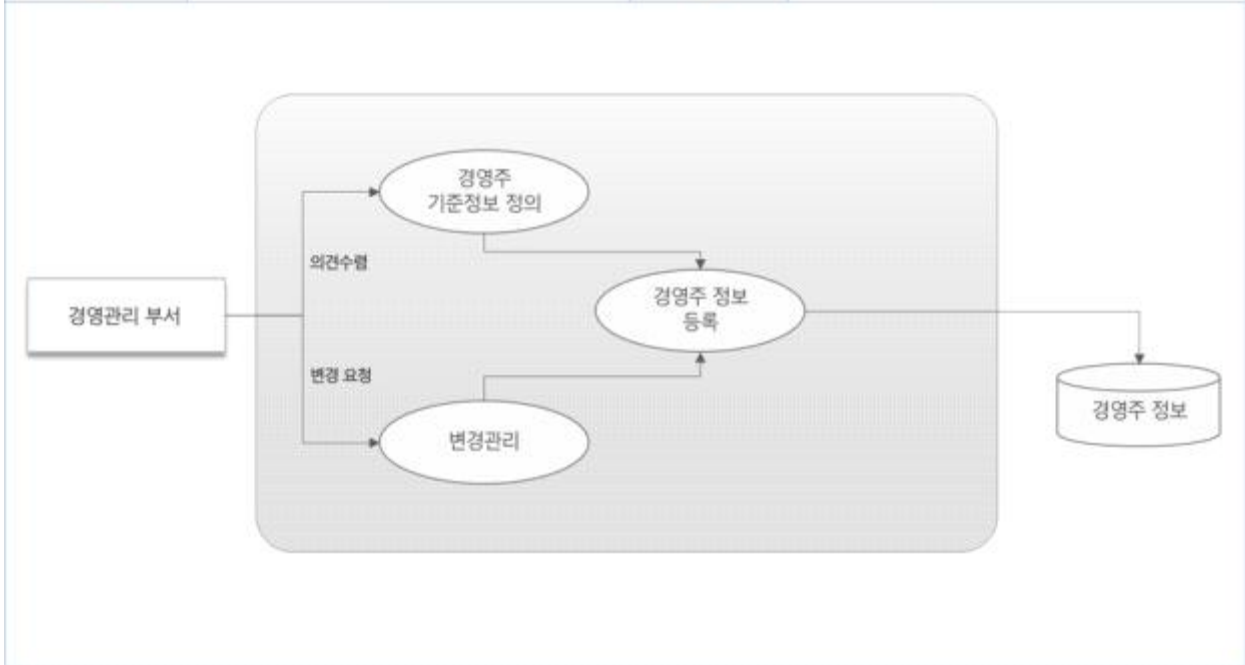 경영주
기준정보 정의
의견수렴
경영관리 부서
경영주 정보
등록
변경 요청
변경관리
경영주 정보